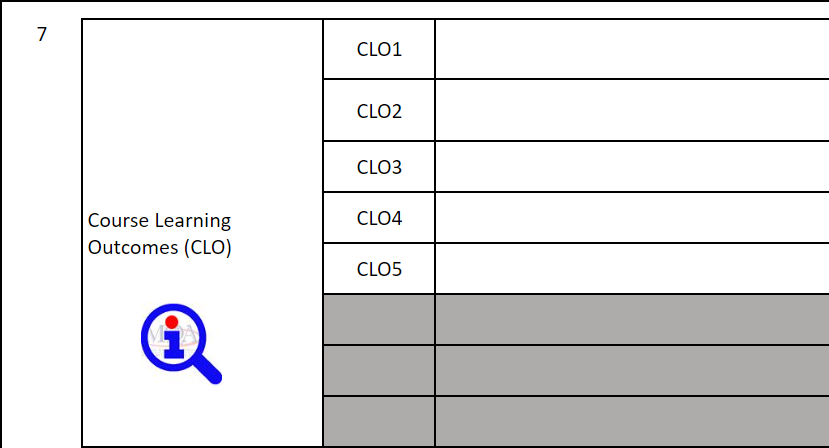 7
CLO1
CLO2
CLO3
CLO4
Course Learning
Outcomes (CLO)
CLO5